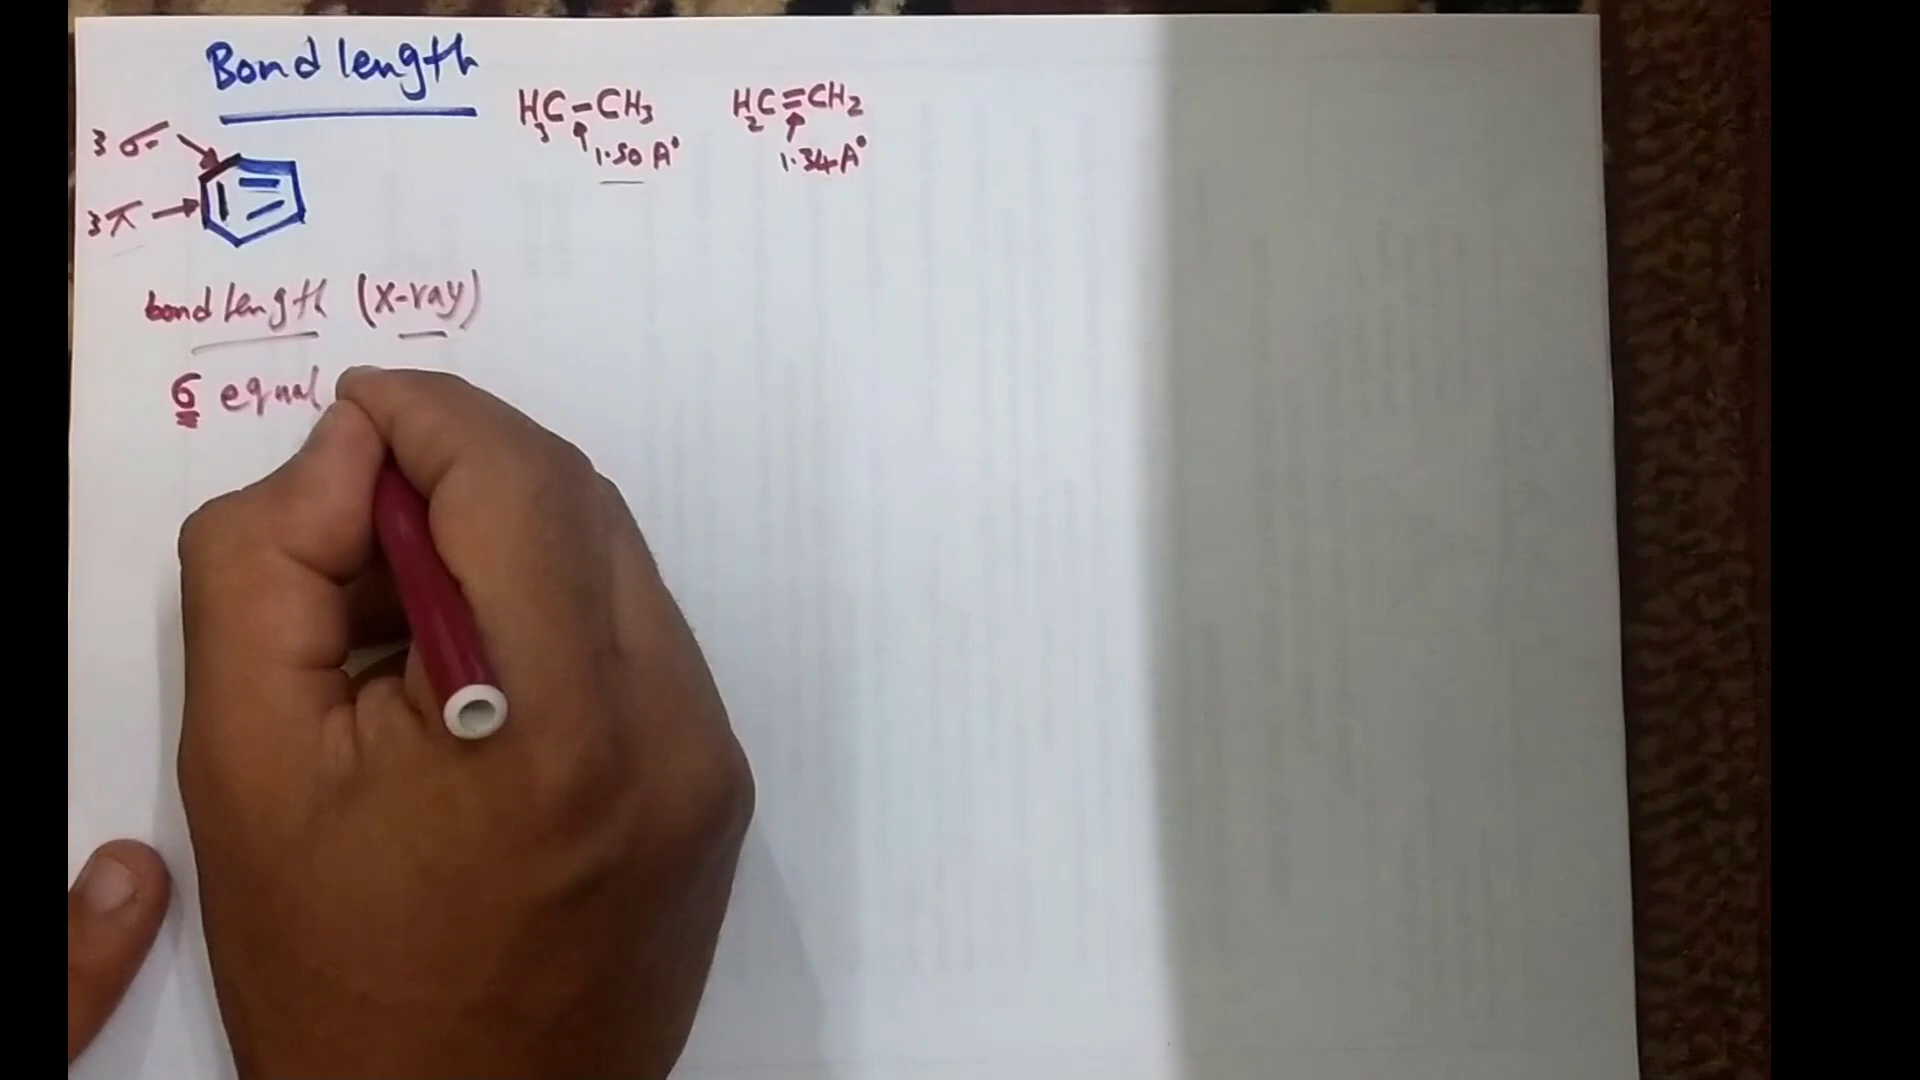 Bond length
H3C-CH3 H2C=CH2
1.50 A° 1.34 A°
3 σ
3 π
bond length (X-ray)
6 equal